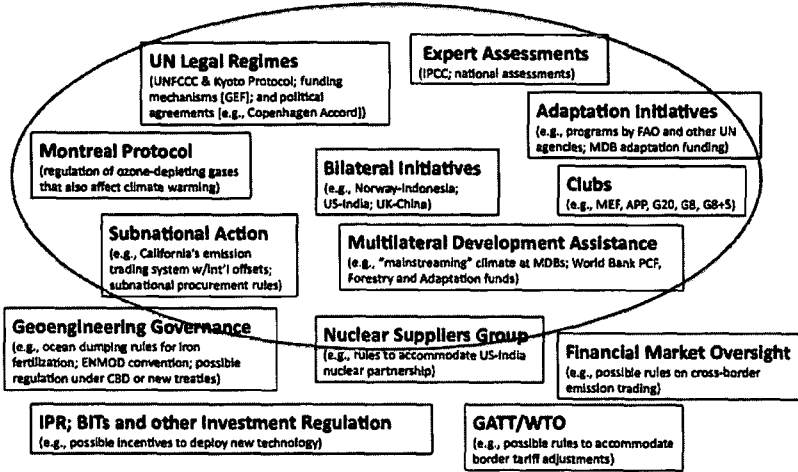 UN Legal Regimes
(UNFCCC & Kyoto Protocol; funding
mechanisms [GEF]; and political
agreements [e.g., Copenhagen Accord])
Expert Assessments
(IPCC; national assessments)
Adaptation Initiatives
(e.g., programs by FAO and other UN
agencies; MDB adaptation funding)
Montreal Protocol
(regulation of ozone-depleting gases
that also affect climate warming)
Bilateral Initiatives
(e.g., Norway-Indonesia;
US-India; UK-China)
Clubs
(e.g., MEF, APP, G20, G8, G8+5)
Subnational Action
(e.g., California's emission
trading system w/int'l offsets;
subnational procurement rules)
Multilateral Development Assistance
(e.g., "mainstreaming" climate at MDBs; World Bank PCF,
Forestry and Adaptation funds)
Geoengineering Governance
(e.g., ocean dumping rules for iron
fertilization; ENMOD convention; possible
regulation under CBD or new treaties)
Nuclear Suppliers Group
(e.g., rules to accommodate US-India
nuclear partnership)
Financial Market Oversight
(e.g., possible rules on cross-border
emission trading)
IPR; BITs and other Investment Regulation
(e.g., possible incentives to deploy new technology)
GATT/WTO
(e.g., possible rules to accommodate
border tariff adjustments)